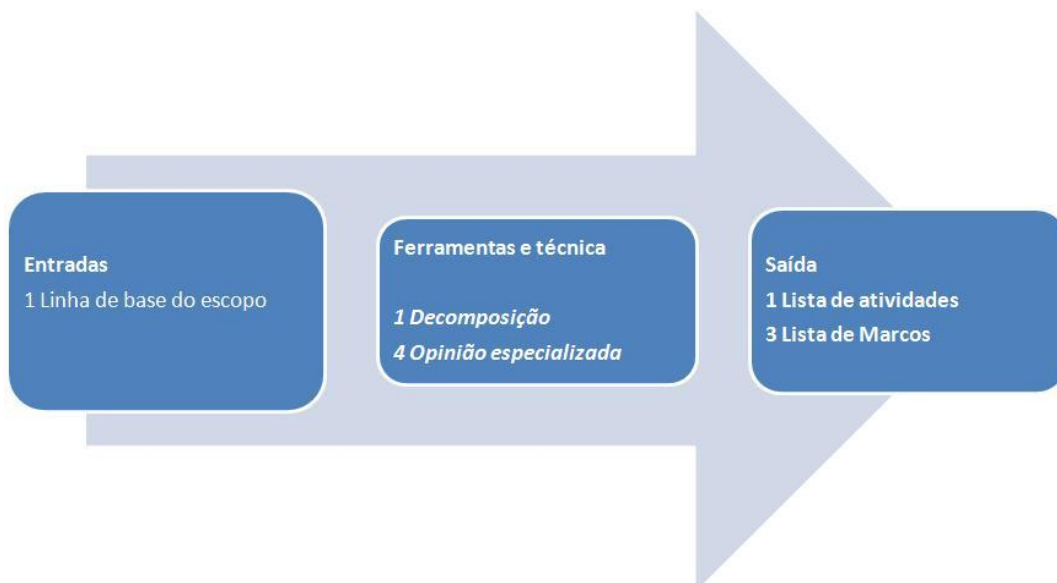 Entradas
1 Linha de base do escopo
Ferramentas e técnica
1 Decomposição
4 Opinião especializada
Saída
1 Lista de atividades
3 Lista de Marcos